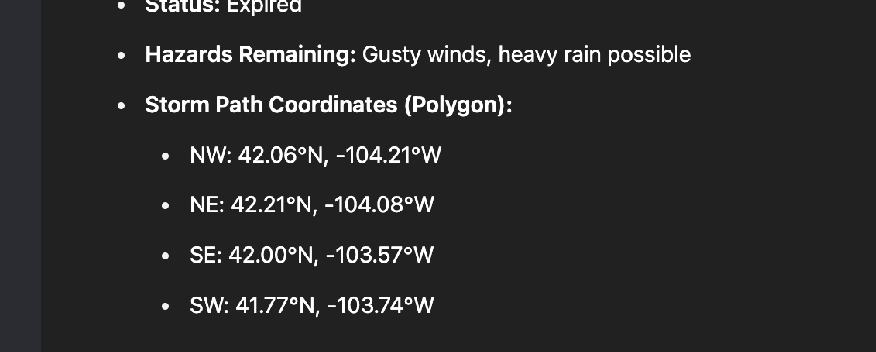 • Status: Expired
• Hazards Remaining: Gusty winds, heavy rain possible
• Storm Path Coordinates (Polygon):
• NW: 42.06°N, -104.21°W
• NE: 42.21°N, -104.08°W
• SE: 42.00°N, -103.57°W
• SW: 41.77°N, -103.74°W